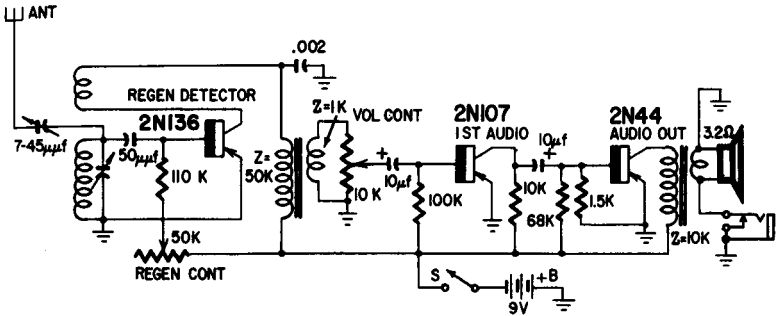 ANT
.002
REGEN DETECTOR
2N136
7-45µµf
50µµf
110 K
50K
REGEN CONT
Z=
50K
Z=1K
VOL CONT
10 K
+
10µf
100K
2N107
1ST AUDIO
10µf
+
10K
68K
1.5K
2N44
AUDIO OUT
Z=10K
3.2Ω
S
+B
9V